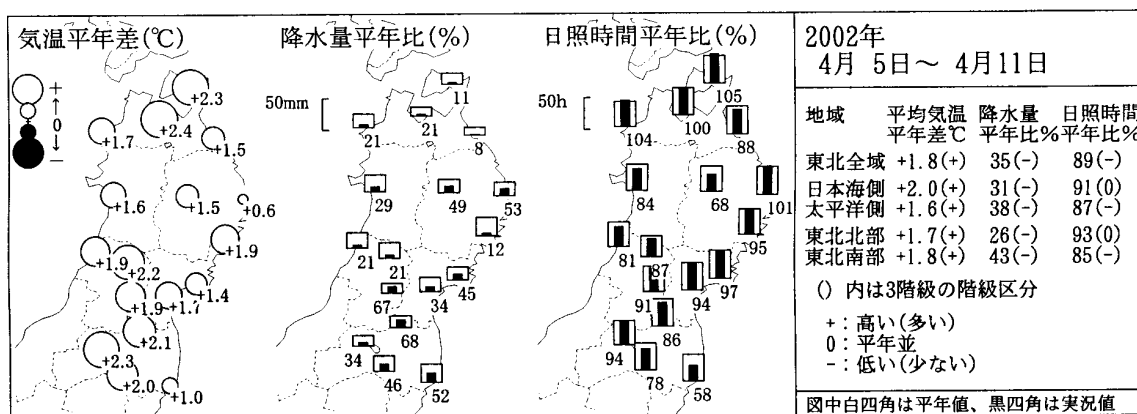 気温平年差(℃)
+
↑
0
↓
−
+2.3
+2.4
+1.7
+1.5
+1.6
+1.5
+0.6
+1.9
+1.9
+2.2
+1.4
+1.9
+1.7
+2.1
+2.3
+2.0
+1.0
降水量平年比(%)
50mm
11
21
21
8
29
49
53
12
21
21
45
67
34
68
34
46
52
日照時間平年比(%)
50h
105
100
104
88
84
68
101
95
81
87
97
91
94
86
94
78
58
2002年
4月 5日～ 4月11日
地域 平均気温 降水量 日照時間
平年差℃ 平年比% 平年比%
東北全域 +1.8(+) 35(-) 89(-)
日本海側 +2.0(+) 31(-) 91(0)
太平洋側 +1.6(+) 38(-) 87(-)
東北北部 +1.7(+) 26(-) 93(0)
東北南部 +1.8(+) 43(-) 85(-)
() 内は3階級の階級区分
+：高い(多い)
0：平年並
-：低い(少ない)
図中白四角は平年値、黒四角は実況値